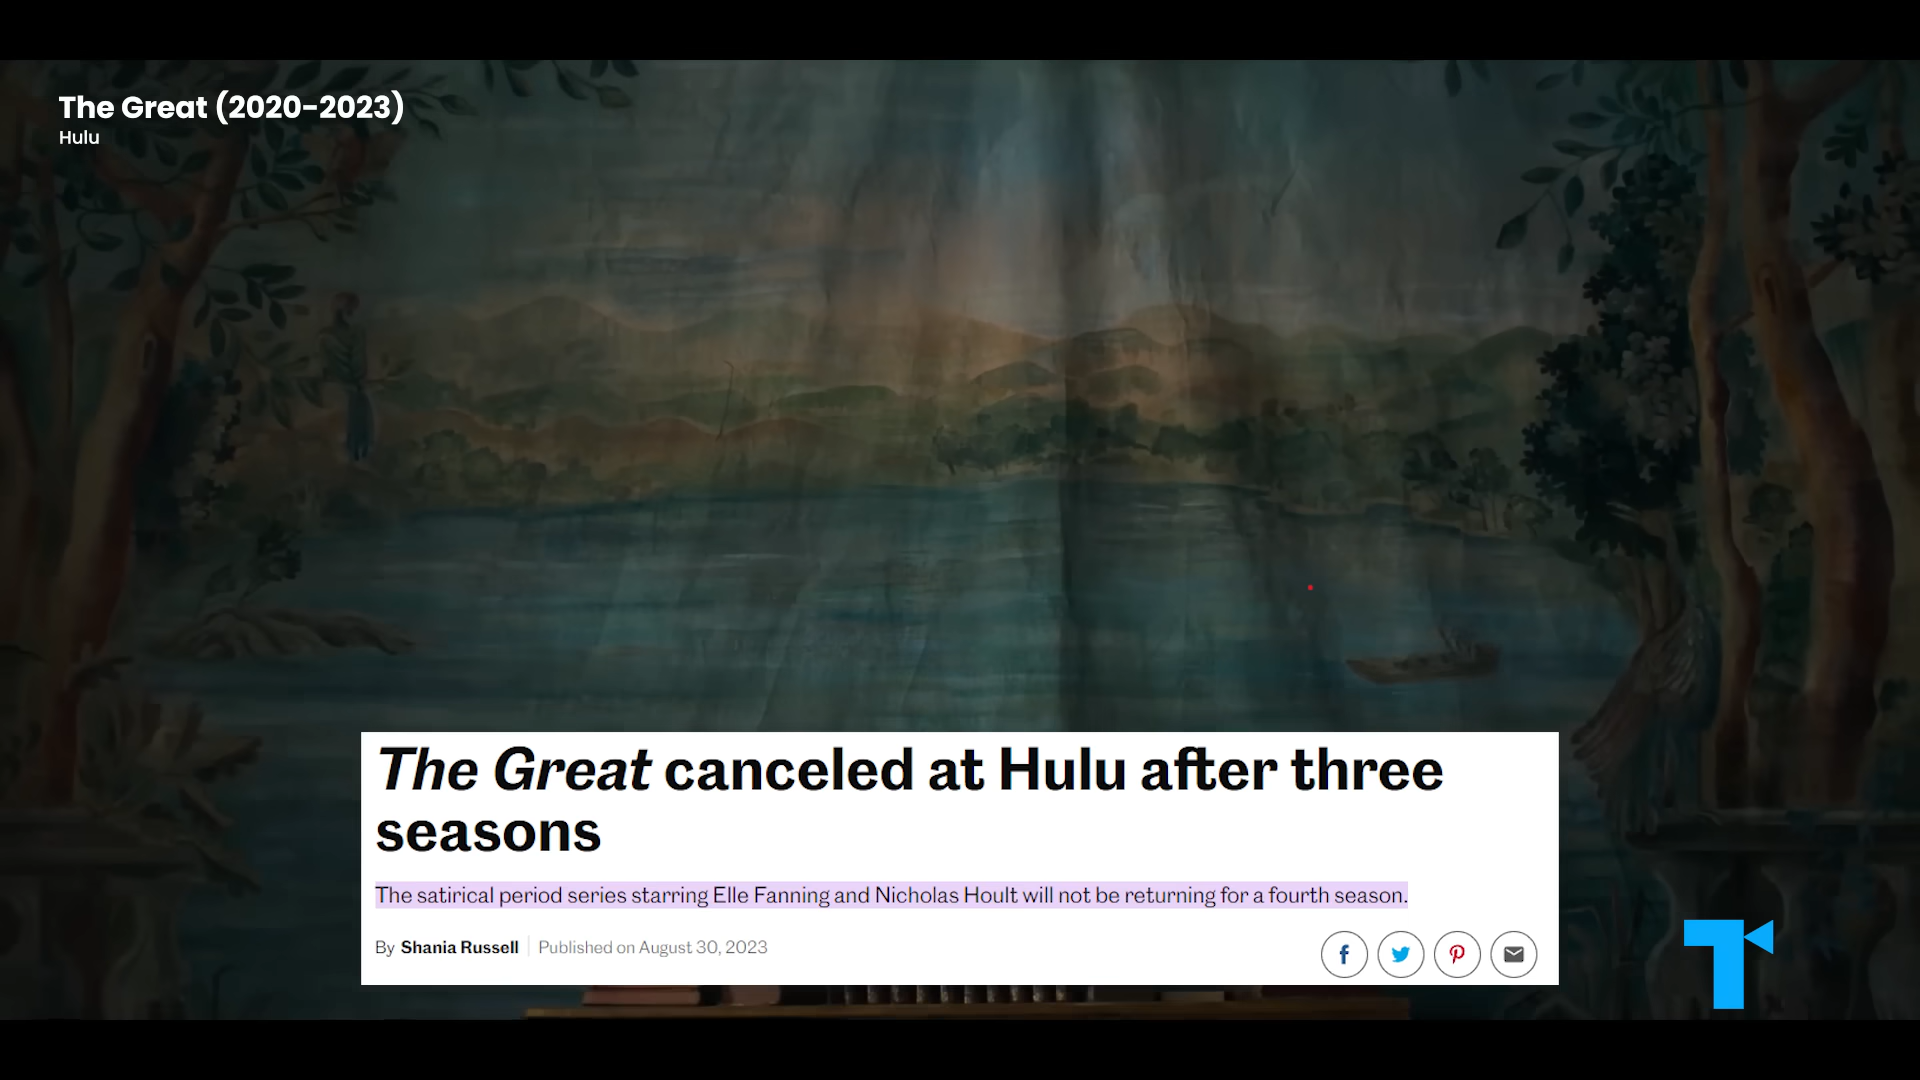 The Great (2020–2023)
Hulu
The Great canceled at Hulu after three
seasons
The satirical period series starring Elle Fanning and Nicholas Hoult will not be returning for a fourth season.
By Shania Russell | Published on August 30, 2023